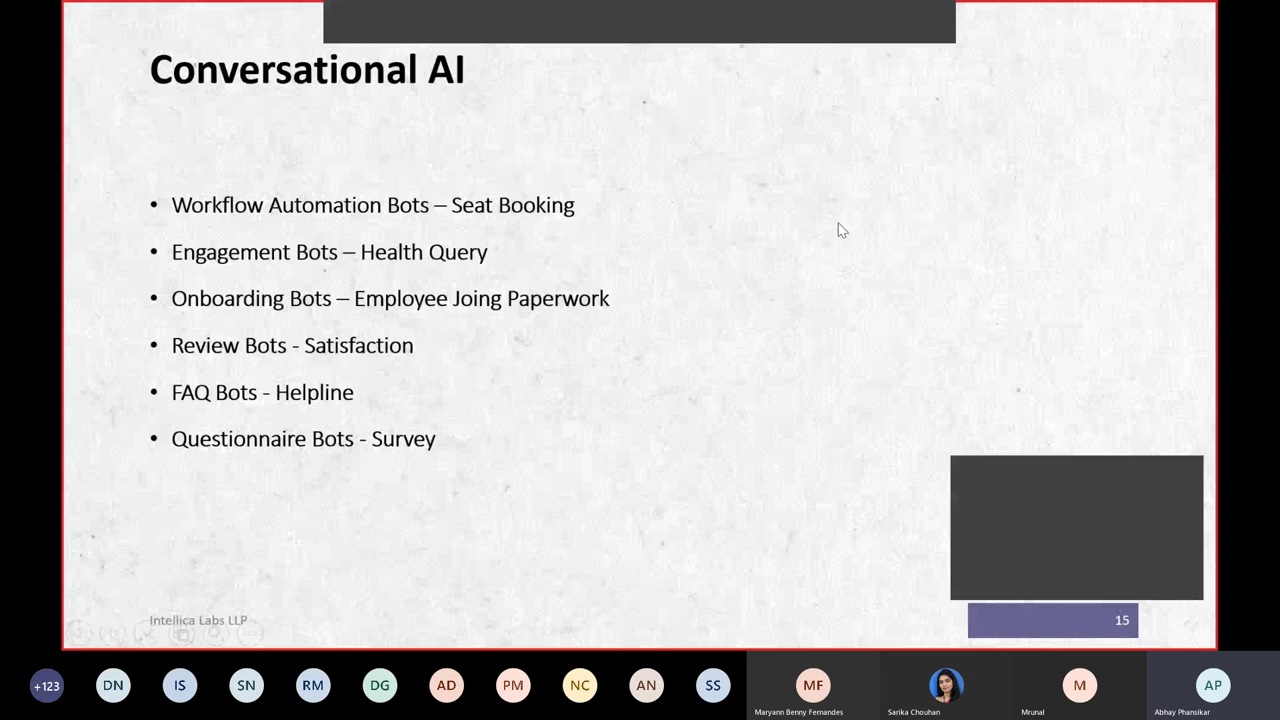 Conversational AI
• Workflow Automation Bots – Seat Booking
• Engagement Bots – Health Query
• Onboarding Bots – Employee Joing Paperwork
• Review Bots - Satisfaction
• FAQ Bots - Helpline
• Questionnaire Bots - Survey
Intellica Labs LLP
15
+123 DN IS SN RM DG AD PM NC AN SS MF M AP
Maryann Benny Fernandes Sarika Chouhan Mrunal Abhay Phansikar